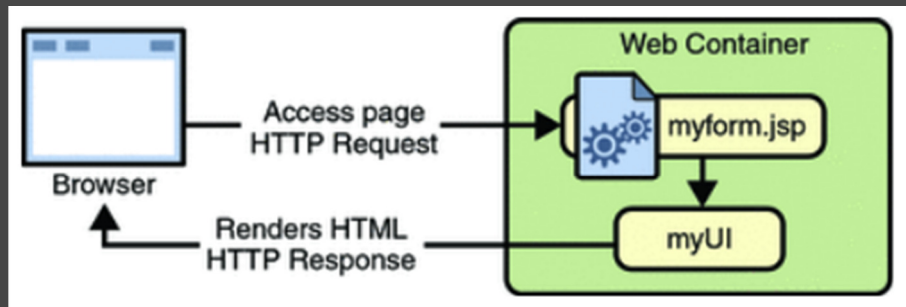 Web Container
Access page
HTTP Request
myform.jsp
Browser
Renders HTML
HTTP Response
myUI